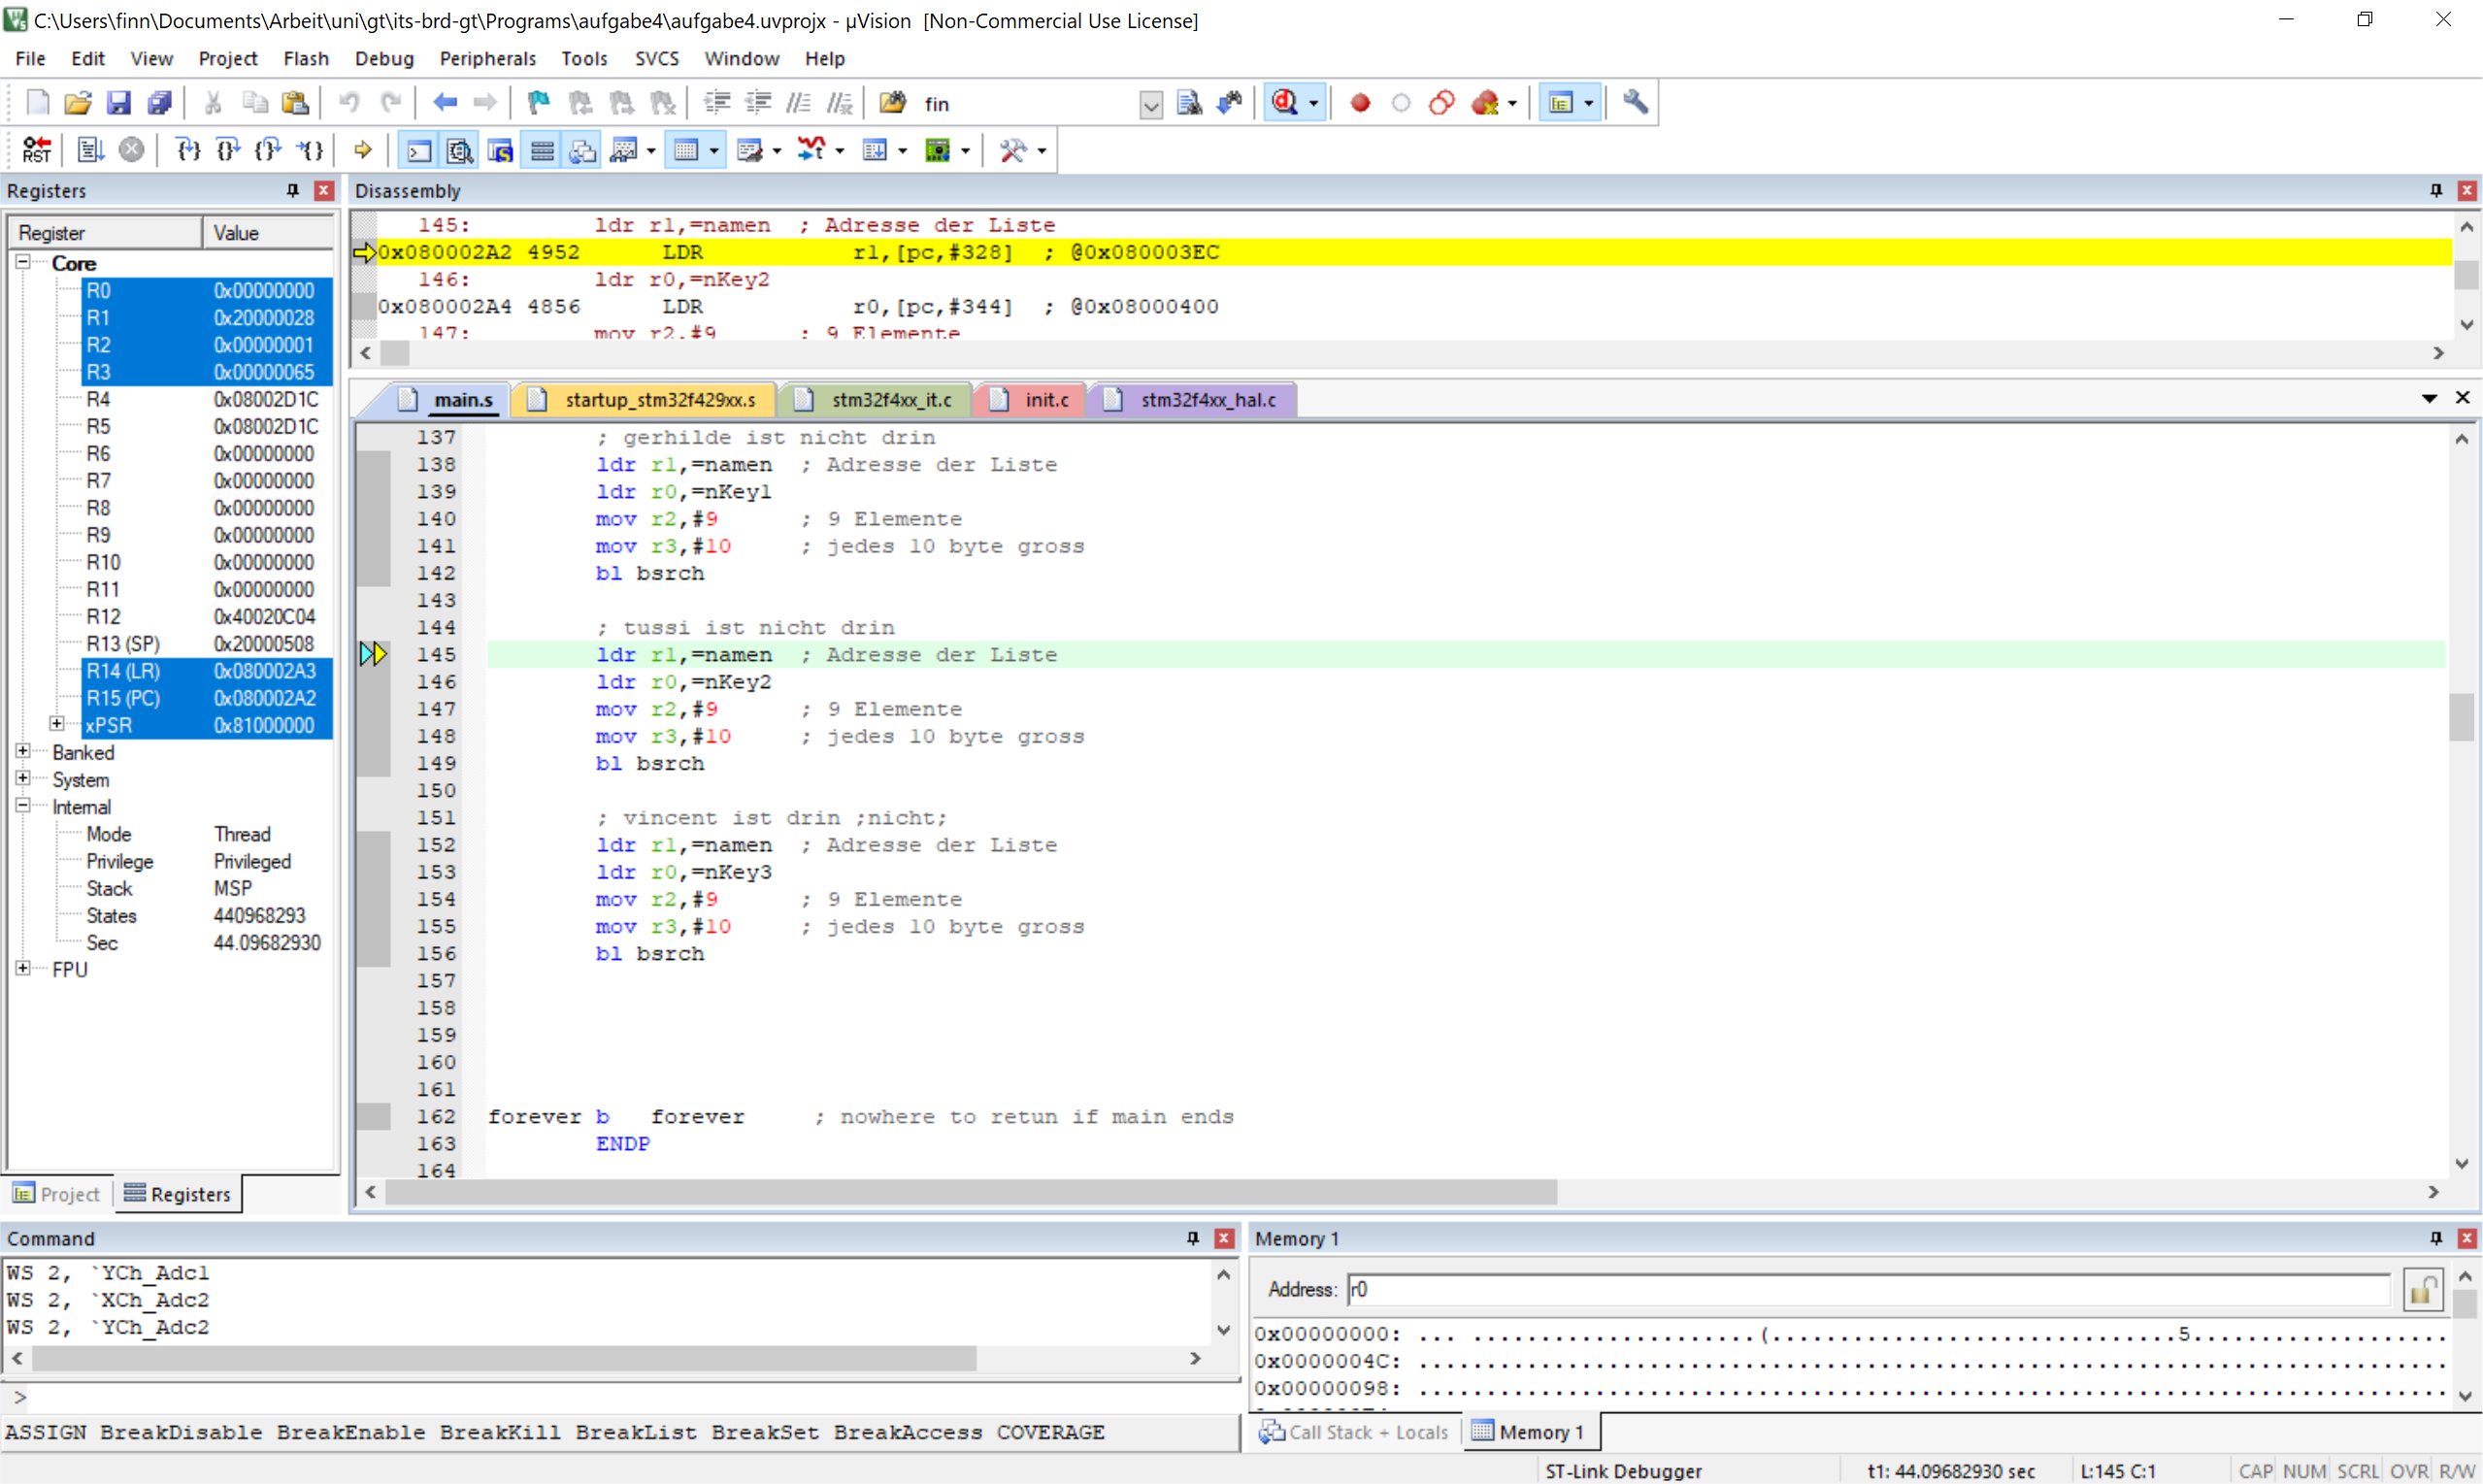 C:\Users\finn\Documents\Arbeit\uni\gt\its-brd-gt\Programs\aufgabe4\aufgabe4.uvprojx - µVision [Non-Commercial Use License]
File Edit View Project Flash Debug Peripherals Tools SVCS Window Help
fin
RST
Registers
Register Value
Core
R0 0x00000000
R1 0x20000028
R2 0x00000001
R3 0x00000065
R4 0x08002D1C
R5 0x08002D1C
R6 0x00000000
R7 0x00000000
R8 0x00000000
R9 0x00000000
R10 0x00000000
R11 0x00000000
R12 0x40020C04
R13 (SP) 0x20000508
R14 (LR) 0x080002A3
R15 (PC) 0x080002A2
xPSR 0x81000000
Banked
System
Internal
Mode Thread
Privilege Privileged
Stack MSP
States 440968293
Sec 44.09682930
FPU
Project Registers
Disassembly
145: ldr r1,=namen ; Adresse der Liste
0x080002A2 4952 LDR r1,[pc,#328] ; @0x080003EC
146: ldr r0,=nKey2
0x080002A4 4856 LDR r0,[pc,#344] ; @0x08000400
147: mov r2,#9 ; 9 Elemente
main.s startup_stm32f429xx.s stm32f4xx_it.c init.c stm32f4xx_hal.c
137 ; gerhilde ist nicht drin
138 ldr r1,=namen ; Adresse der Liste
139 ldr r0,=nKey1
140 mov r2,#9 ; 9 Elemente
141 mov r3,#10 ; jedes 10 byte gross
142 bl bsrch
143
144 ; tussi ist nicht drin
145 ldr r1,=namen ; Adresse der Liste
146 ldr r0,=nKey2
147 mov r2,#9 ; 9 Elemente
148 mov r3,#10 ; jedes 10 byte gross
149 bl bsrch
150
151 ; vincent ist drin ;nicht;
152 ldr r1,=namen ; Adresse der Liste
153 ldr r0,=nKey3
154 mov r2,#9 ; 9 Elemente
155 mov r3,#10 ; jedes 10 byte gross
156 bl bsrch
157
158
159
160
161
162 forever b forever ; nowhere to retun if main ends
163 ENDP
164
Command
WS 2, `YCh_Adc1
WS 2, `XCh_Adc2
WS 2, `YCh_Adc2
>
ASSIGN BreakDisable BreakEnable BreakKill BreakList BreakSet BreakAccess COVERAGE
Memory 1
Address: r0
0x00000000: ... .....................(..............................5...................
0x0000004C: ............................................................................
0x00000098: ............................................................................
Call Stack + Locals Memory 1
ST-Link Debugger t1: 44.09682930 sec L:145 C:1 CAP NUM SCRL OVR R/W